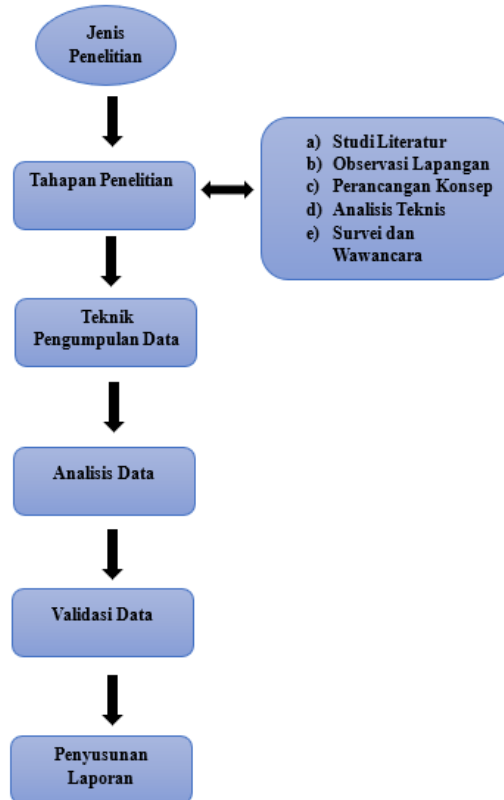 Jenis
Penelitian
Tahapan Penelitian
a) Studi Literatur
b) Observasi Lapangan
c) Perancangan Konsep
d) Analisis Teknis
e) Survei dan
Wawancara
Teknik
Pengumpulan Data
Analisis Data
Validasi Data
Penyusunan
Laporan